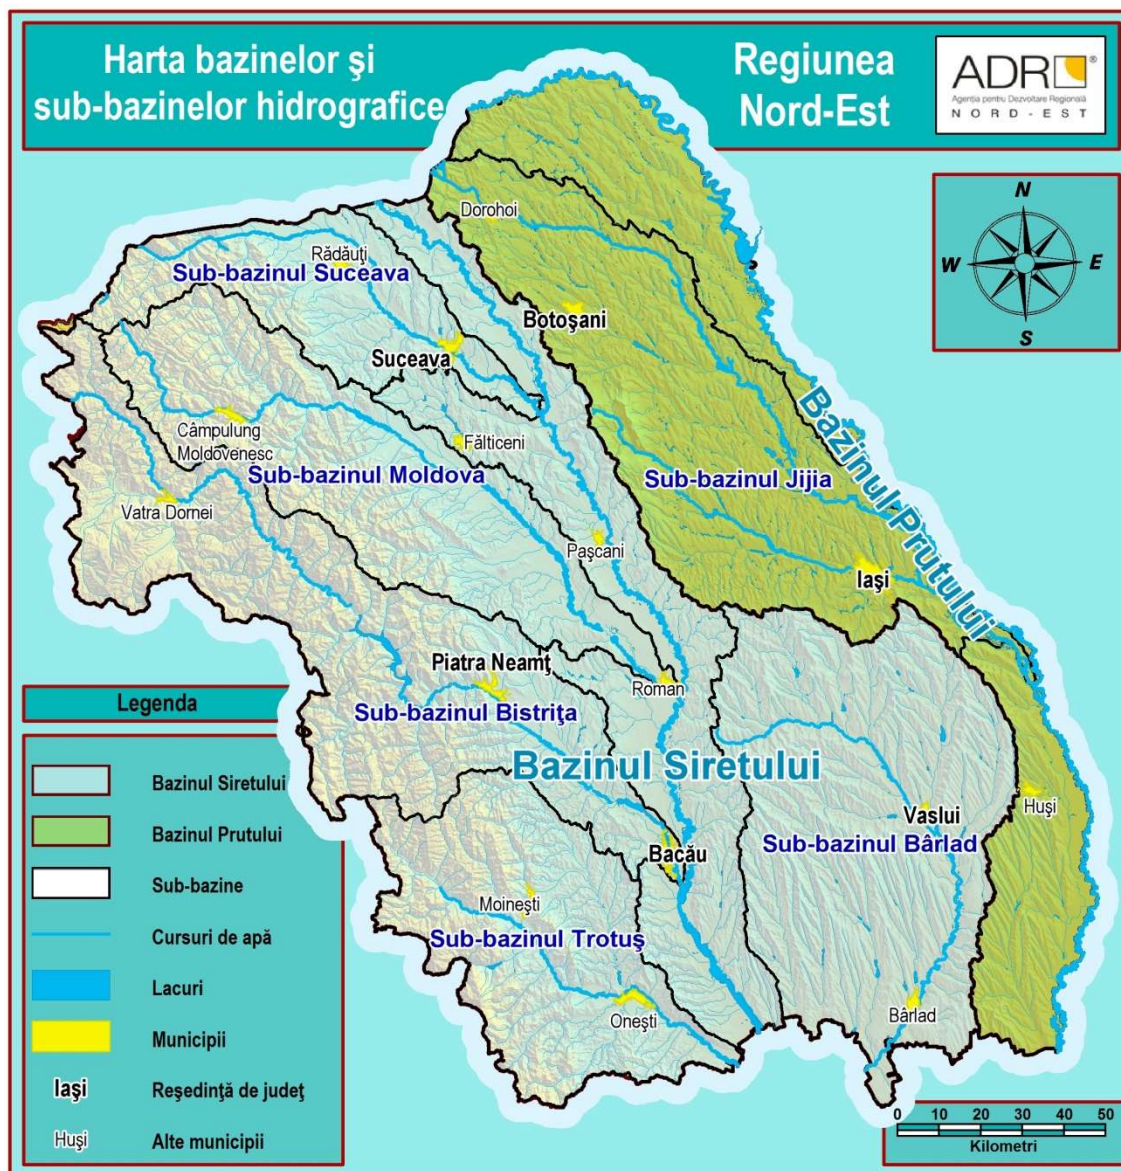 Harta bazinelor şi
sub-bazinelor hidrografice
Regiunea
Nord-Est
ADR
®
Agenţia pentru Dezvoltare Regională
NORD-EST
N
W
E
S
Dorohoi
Rădăuţi
Sub-bazinul Suceava
Botoşani
Suceava
Câmpulung
Moldovenesc
Fălticeni
Sub-bazinul Moldova
Sub-bazinul Jijia
Bazinul Prutului
Vatra Dornei
Paşcani
Iaşi
Piatra Neamţ
Roman
Sub-bazinul Bistriţa
Bazinul Siretului
Huşi
Vaslui
Sub-bazinul Bârlad
Bacău
Moineşti
Sub-bazinul Trotuş
Oneşti
Bârlad
Legenda
Bazinul Siretului
Bazinul Prutului
Sub-bazine
Cursuri de apă
Lacuri
Municipii
Iaşi Reşedinţă de judeţ
Huşi Alte municipii
0 10 20 30 40 50
Kilometri